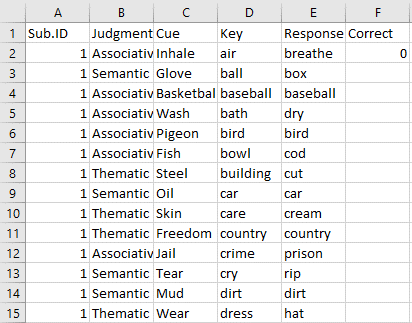 A B C D E F
1 Sub.ID Judgment Cue Key Response Correct
2 1 Associativ Inhale air breathe 0
3 1 Semantic Glove ball box
4 1 Associativ Basketbal baseball baseball
5 1 Associativ Wash bath dry
6 1 Associativ Pigeon bird bird
7 1 Associativ Fish bowl cod
8 1 Thematic Steel building cut
9 1 Semantic Oil car car
10 1 Thematic Skin care cream
11 1 Thematic Freedom country country
12 1 Associativ Jail crime prison
13 1 Semantic Tear cry rip
14 1 Semantic Mud dirt dirt
15 1 Thematic Wear dress hat